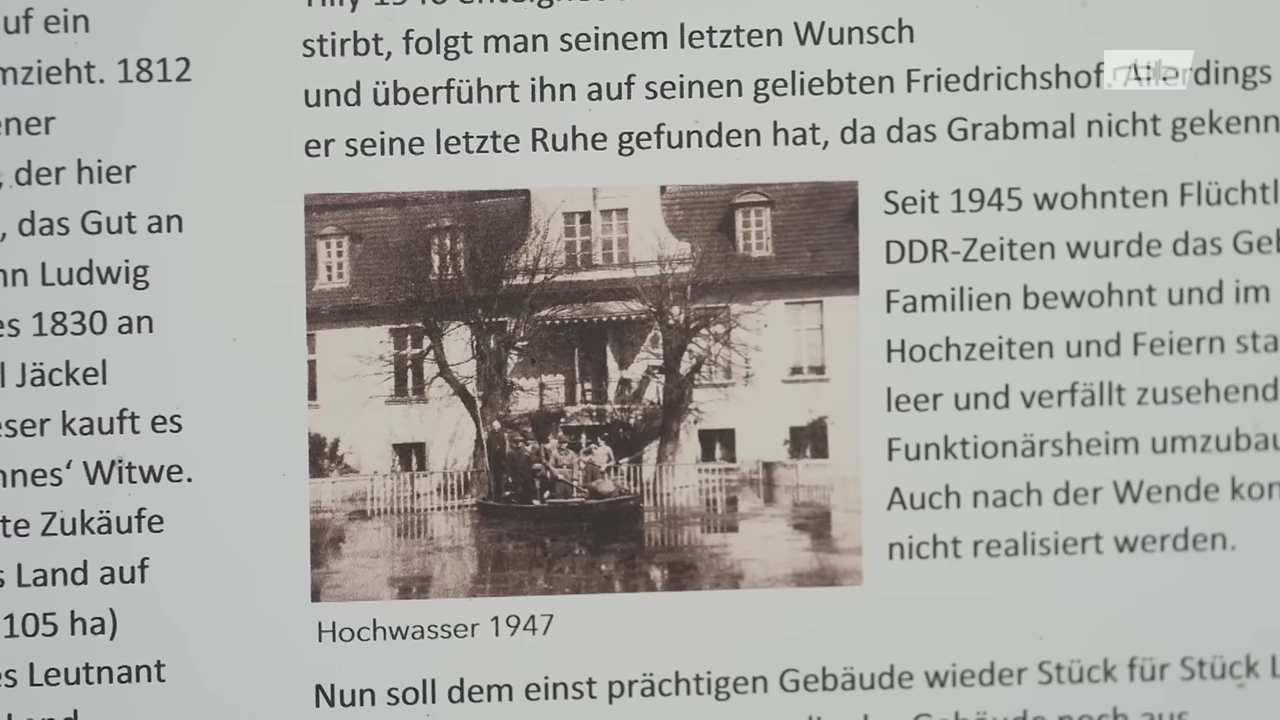 uf ein
mzieht. 1812
ener
der hier
, das Gut an
nn Ludwig
es 1830 an
l Jäckel
eser kauft es
nnes‘ Witwe.
te Zukäufe
s Land auf
105 ha)
es Leutnant
stirbt, folgt man seinem letzten Wunsch
und überführt ihn auf seinen geliebten Friedrichshof. Allerdings
er seine letzte Ruhe gefunden hat, da das Grabmal nicht gekenn
Seit 1945 wohnten Flüchtl
DDR-Zeiten wurde das Geb
Familien bewohnt und im
Hochzeiten und Feiern sta
leer und verfällt zusehend
Funktionärsheim umzubau
Auch nach der Wende kon
nicht realisiert werden.
Hochwasser 1947
Nun soll dem einst prächtigen Gebäude wieder Stück für Stück L